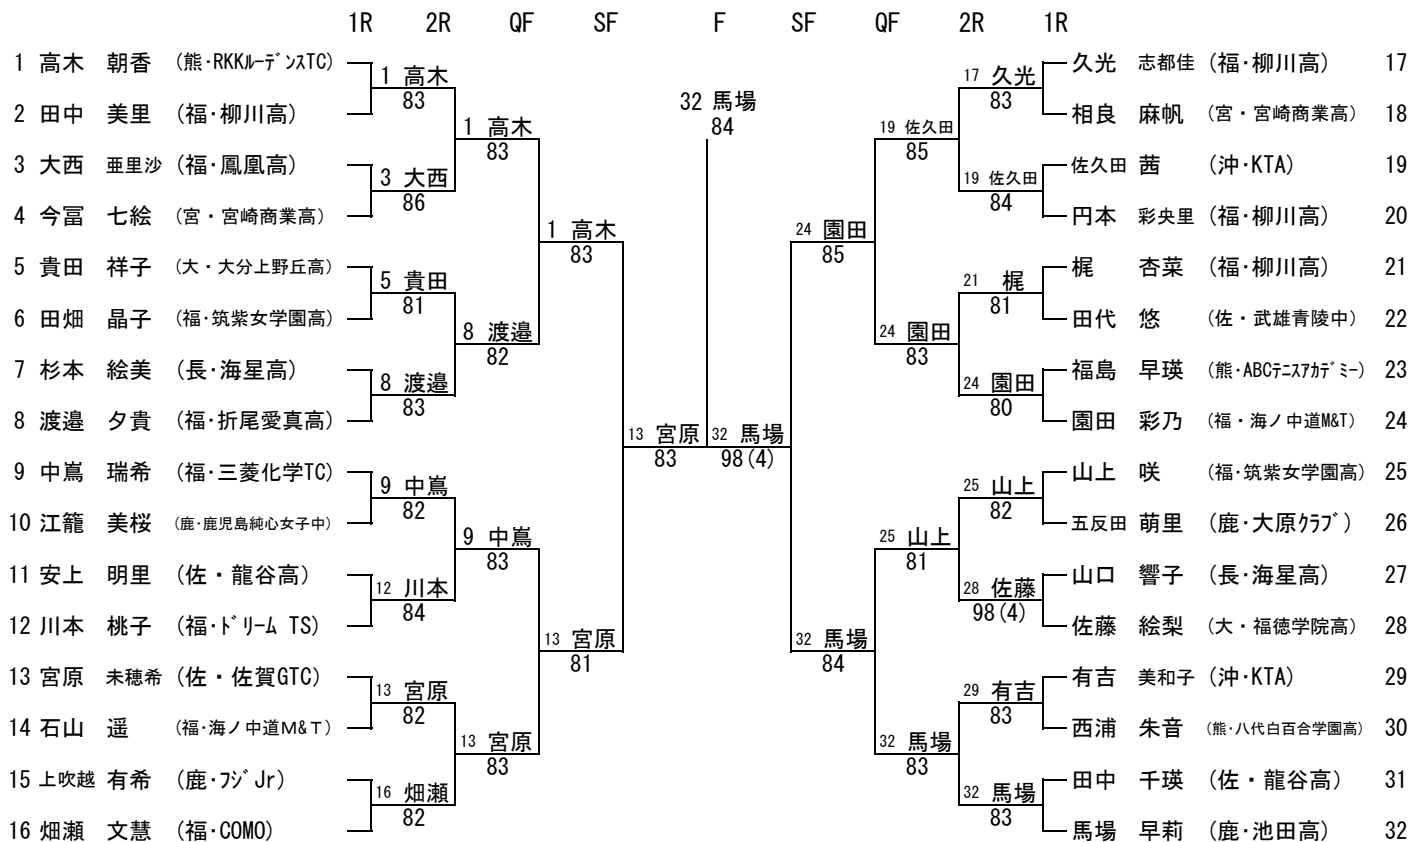 1R 2R QF SF F SF QF 2R 1R
1 高木 朝香 (熊・RKKルーデンスTC)
2 田中 美里 (福・柳川高)
3 大西 亜里沙 (福・鳳凰高)
4 今冨 七絵 (宮・宮崎商業高)
5 貴田 祥子 (大・大分上野丘高)
6 田畑 晶子 (福・筑紫女学園高)
7 杉本 絵美 (長・海星高)
8 渡邉 夕貴 (福・折尾愛真高)
9 中嶌 瑞希 (福・三菱化学TC)
10 江籠 美桜 (鹿・鹿児島純心女子中)
11 安上 明里 (佐・龍谷高)
12 川本 桃子 (福・ドリーム TS)
13 宮原 未穂希 (佐・佐賀GTC)
14 石山 遥 (福・海ノ中道M&T)
15 上吹越 有希 (鹿・フジJr)
16 畑瀬 文慧 (福・COMO)
1 高木
83
3 大西
86
5 貴田
81
8 渡邉
83
9 中嶌
82
12 川本
84
13 宮原
82
16 畑瀬
82
1 高木
83
8 渡邉
82
9 中嶌
83
13 宮原
83
1 高木
83
13 宮原
81
13 宮原
83
32 馬場
84
32 馬場
98(4)
24 園田
85
32 馬場
84
19 佐久田
85
24 園田
83
25 山上
81
32 馬場
83
17 久光
83
19 佐久田
84
21 梶
81
24 園田
80
25 山上
82
28 佐藤
98(4)
29 有吉
83
32 馬場
83
久光 志都佳 (福・柳川高) 17
相良 麻帆 (宮・宮崎商業高) 18
佐久田 茜 (沖・KTA) 19
円本 彩央里 (福・柳川高) 20
梶 杏菜 (福・柳川高) 21
田代 悠 (佐・武雄青陵中) 22
福島 早瑛 (熊・ABCテニスアカデミー) 23
園田 彩乃 (福・海ノ中道M&T) 24
山上 咲 (福・筑紫女学園高) 25
五反田 萌里 (鹿・大原クラブ) 26
山口 響子 (長・海星高) 27
佐藤 絵梨 (大・福徳学院高) 28
有吉 美和子 (沖・KTA) 29
西浦 朱音 (熊・八代白百合学園高) 30
田中 千瑛 (佐・龍谷高) 31
馬場 早莉 (鹿・池田高) 32